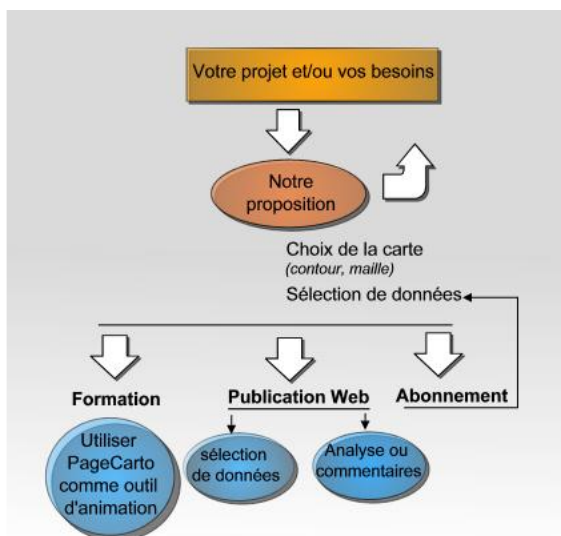 Votre projet et/ou vos besoins
Notre
proposition
Choix de la carte
(contour, maille)
Sélection de données
Formation
Publication Web
Abonnement
Utiliser
PageCarto
comme outil
d'animation
sélection
de données
Analyse ou
commentaires